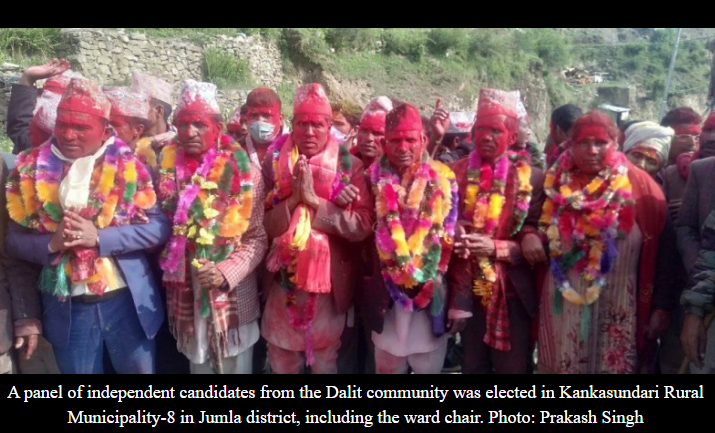 A panel of independent candidates from the Dalit community was elected in Kankasundari Rural
Municipality-8 in Jumla district, including the ward chair. Photo: Prakash Singh